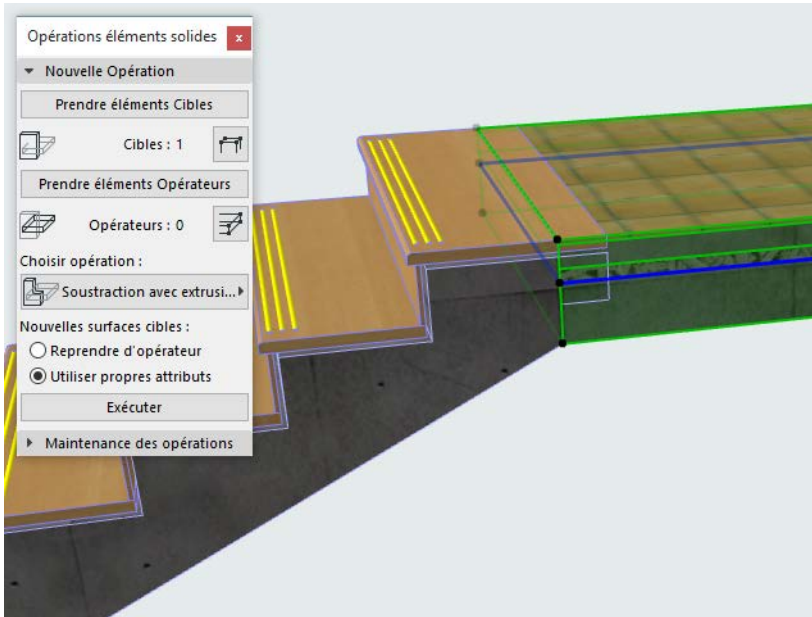 Opérations éléments solides
x
Nouvelle Opération
Prendre éléments Cibles
Cibles : 1
Prendre éléments Opérateurs
Opérateurs : 0
Choisir opération :
Soustraction avec extrusi...
Nouvelles surfaces cibles :
Reprendre d'opérateur
Utiliser propres attributs
Exécuter
Maintenance des opérations